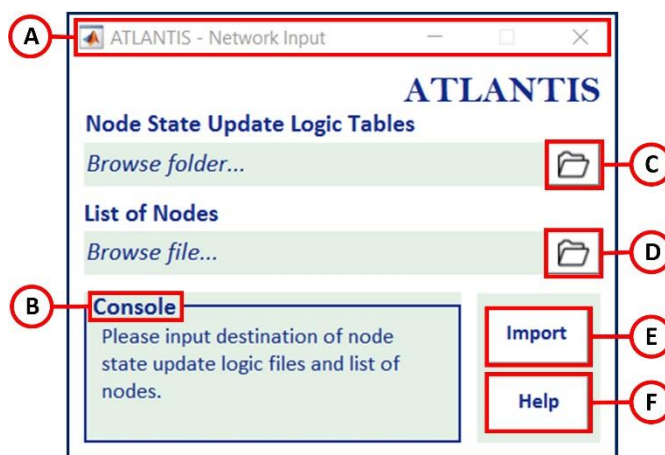 A
ATLANTIS - Network Input
ATLANTIS
Node State Update Logic Tables
Browse folder...
C
List of Nodes
Browse file...
D
B
Console
Please input destination of node
state update logic files and list of
nodes.
Import
E
Help
F